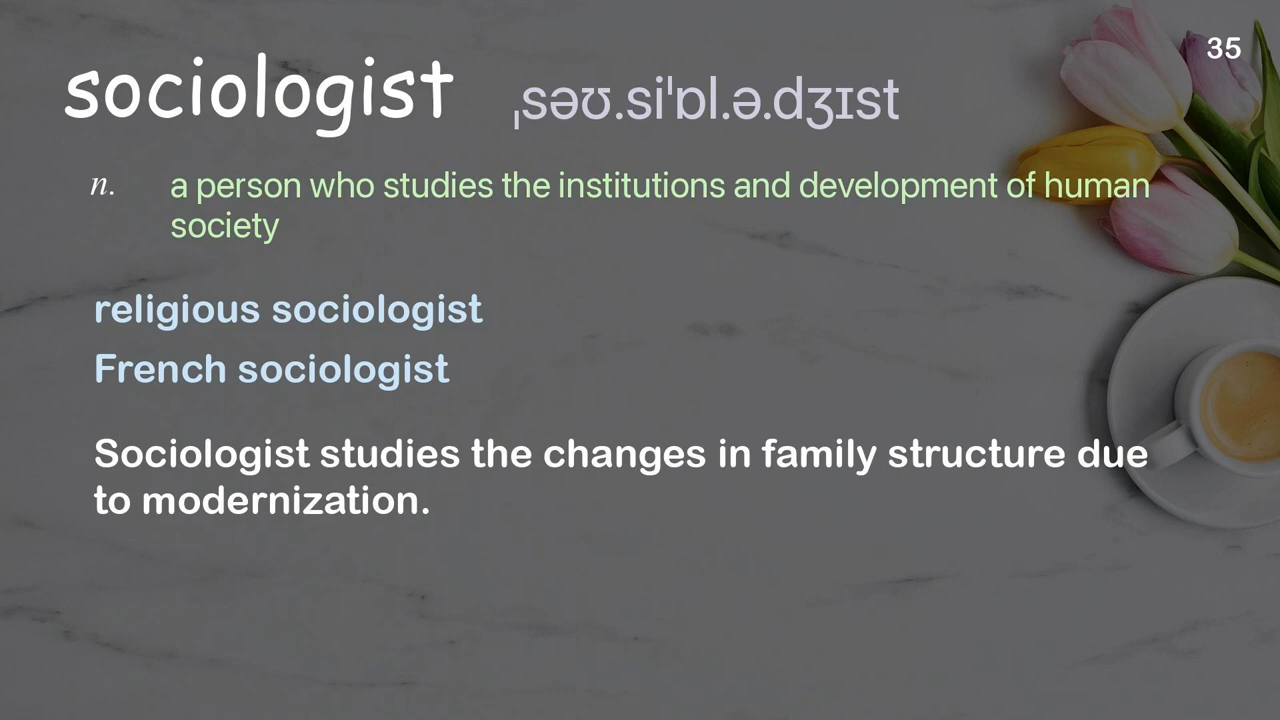 35
sociologist ˌsəʊ.siˈɒl.ə.dʒɪst
n. a person who studies the institutions and development of human
society
religious sociologist
French sociologist
Sociologist studies the changes in family structure due
to modernization.